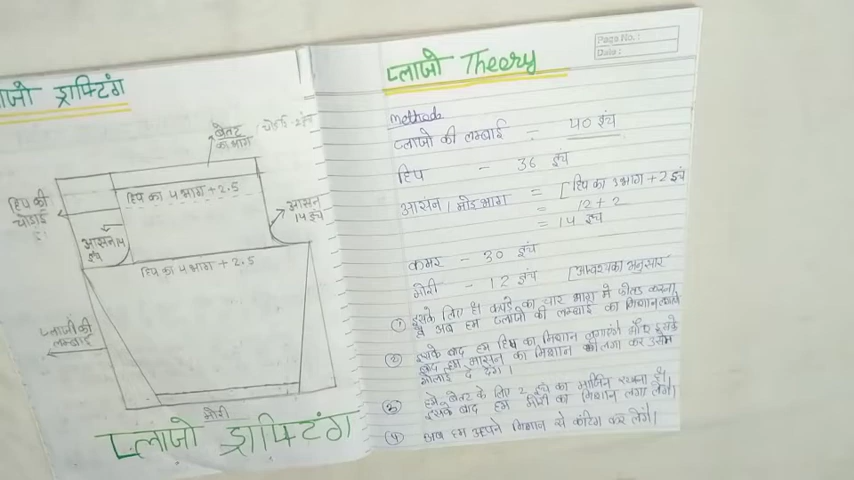 प्लाजो ड्राफ्टिंग
बेल्ट
का भाग
हिप का 4 भाग + 2.5
हिप की
चौड़ाई
आसन
14 इंच
आसन 14
इंच
हिप का 4 भाग + 2.5
प्लाजो की
लम्बाई
मोरी
प्लाजो ड्राफ्टिंग
Page No.:
Date:
प्लाजो Theory
Methods
प्लाजो की लम्बाई = 40 इंच
हिप - 36 इंच
आसन / मोड भाग = [हिप का 3 भाग + 2 इंच
= 12 + 2
= 14 इंच
कमर - 30 इंच
मोरी - 12 इंच [आवश्यकता अनुसार
① इसके लिए हम कपड़े का चार भाग में फोल्ड करना
है अब हम प्लाजो की लम्बाई का निशान लगायेंगे
② इसके बाद हम हिप का निशान लगाएंगे और इसके
बाद हम आसन का निशान लगा कर उसमे
गोलाई दे देंगे।
③ हमे बेल्ट के लिए 2 इंच का मार्जिन रखना है।
इसके बाद हम मोरी का निशान लगा लेंगे।
④ अब हम अपने निशान से कटिंग कर लेंगे।